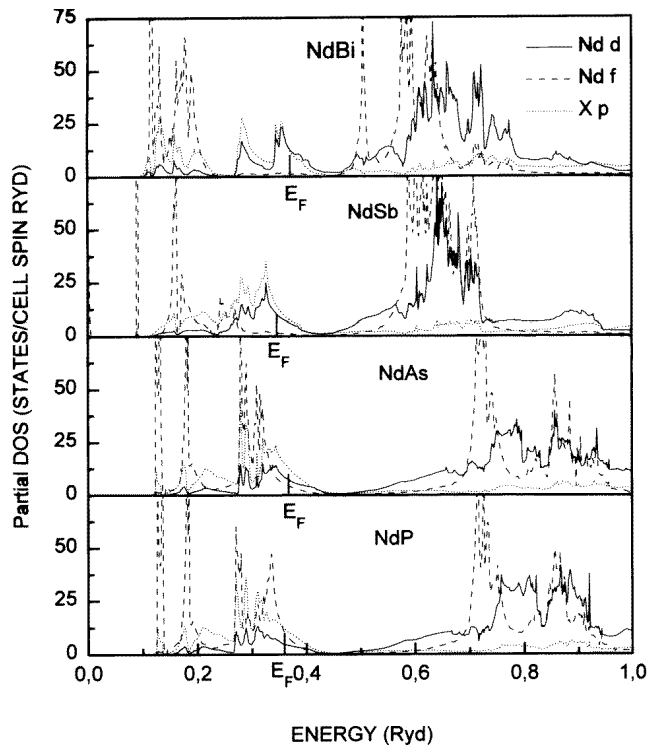 75
NdBi
Nd d
50
Nd f
25
X p
0
E_F
NdSb
50
25
0
E_F
NdAs
50
25
0
E_F
NdP
50
25
0
0,0
0,2
E_F
0,4
0,6
0,8
1,0
ENERGY (Ryd)
Partial DOS (STATES/CELL SPIN RYD)